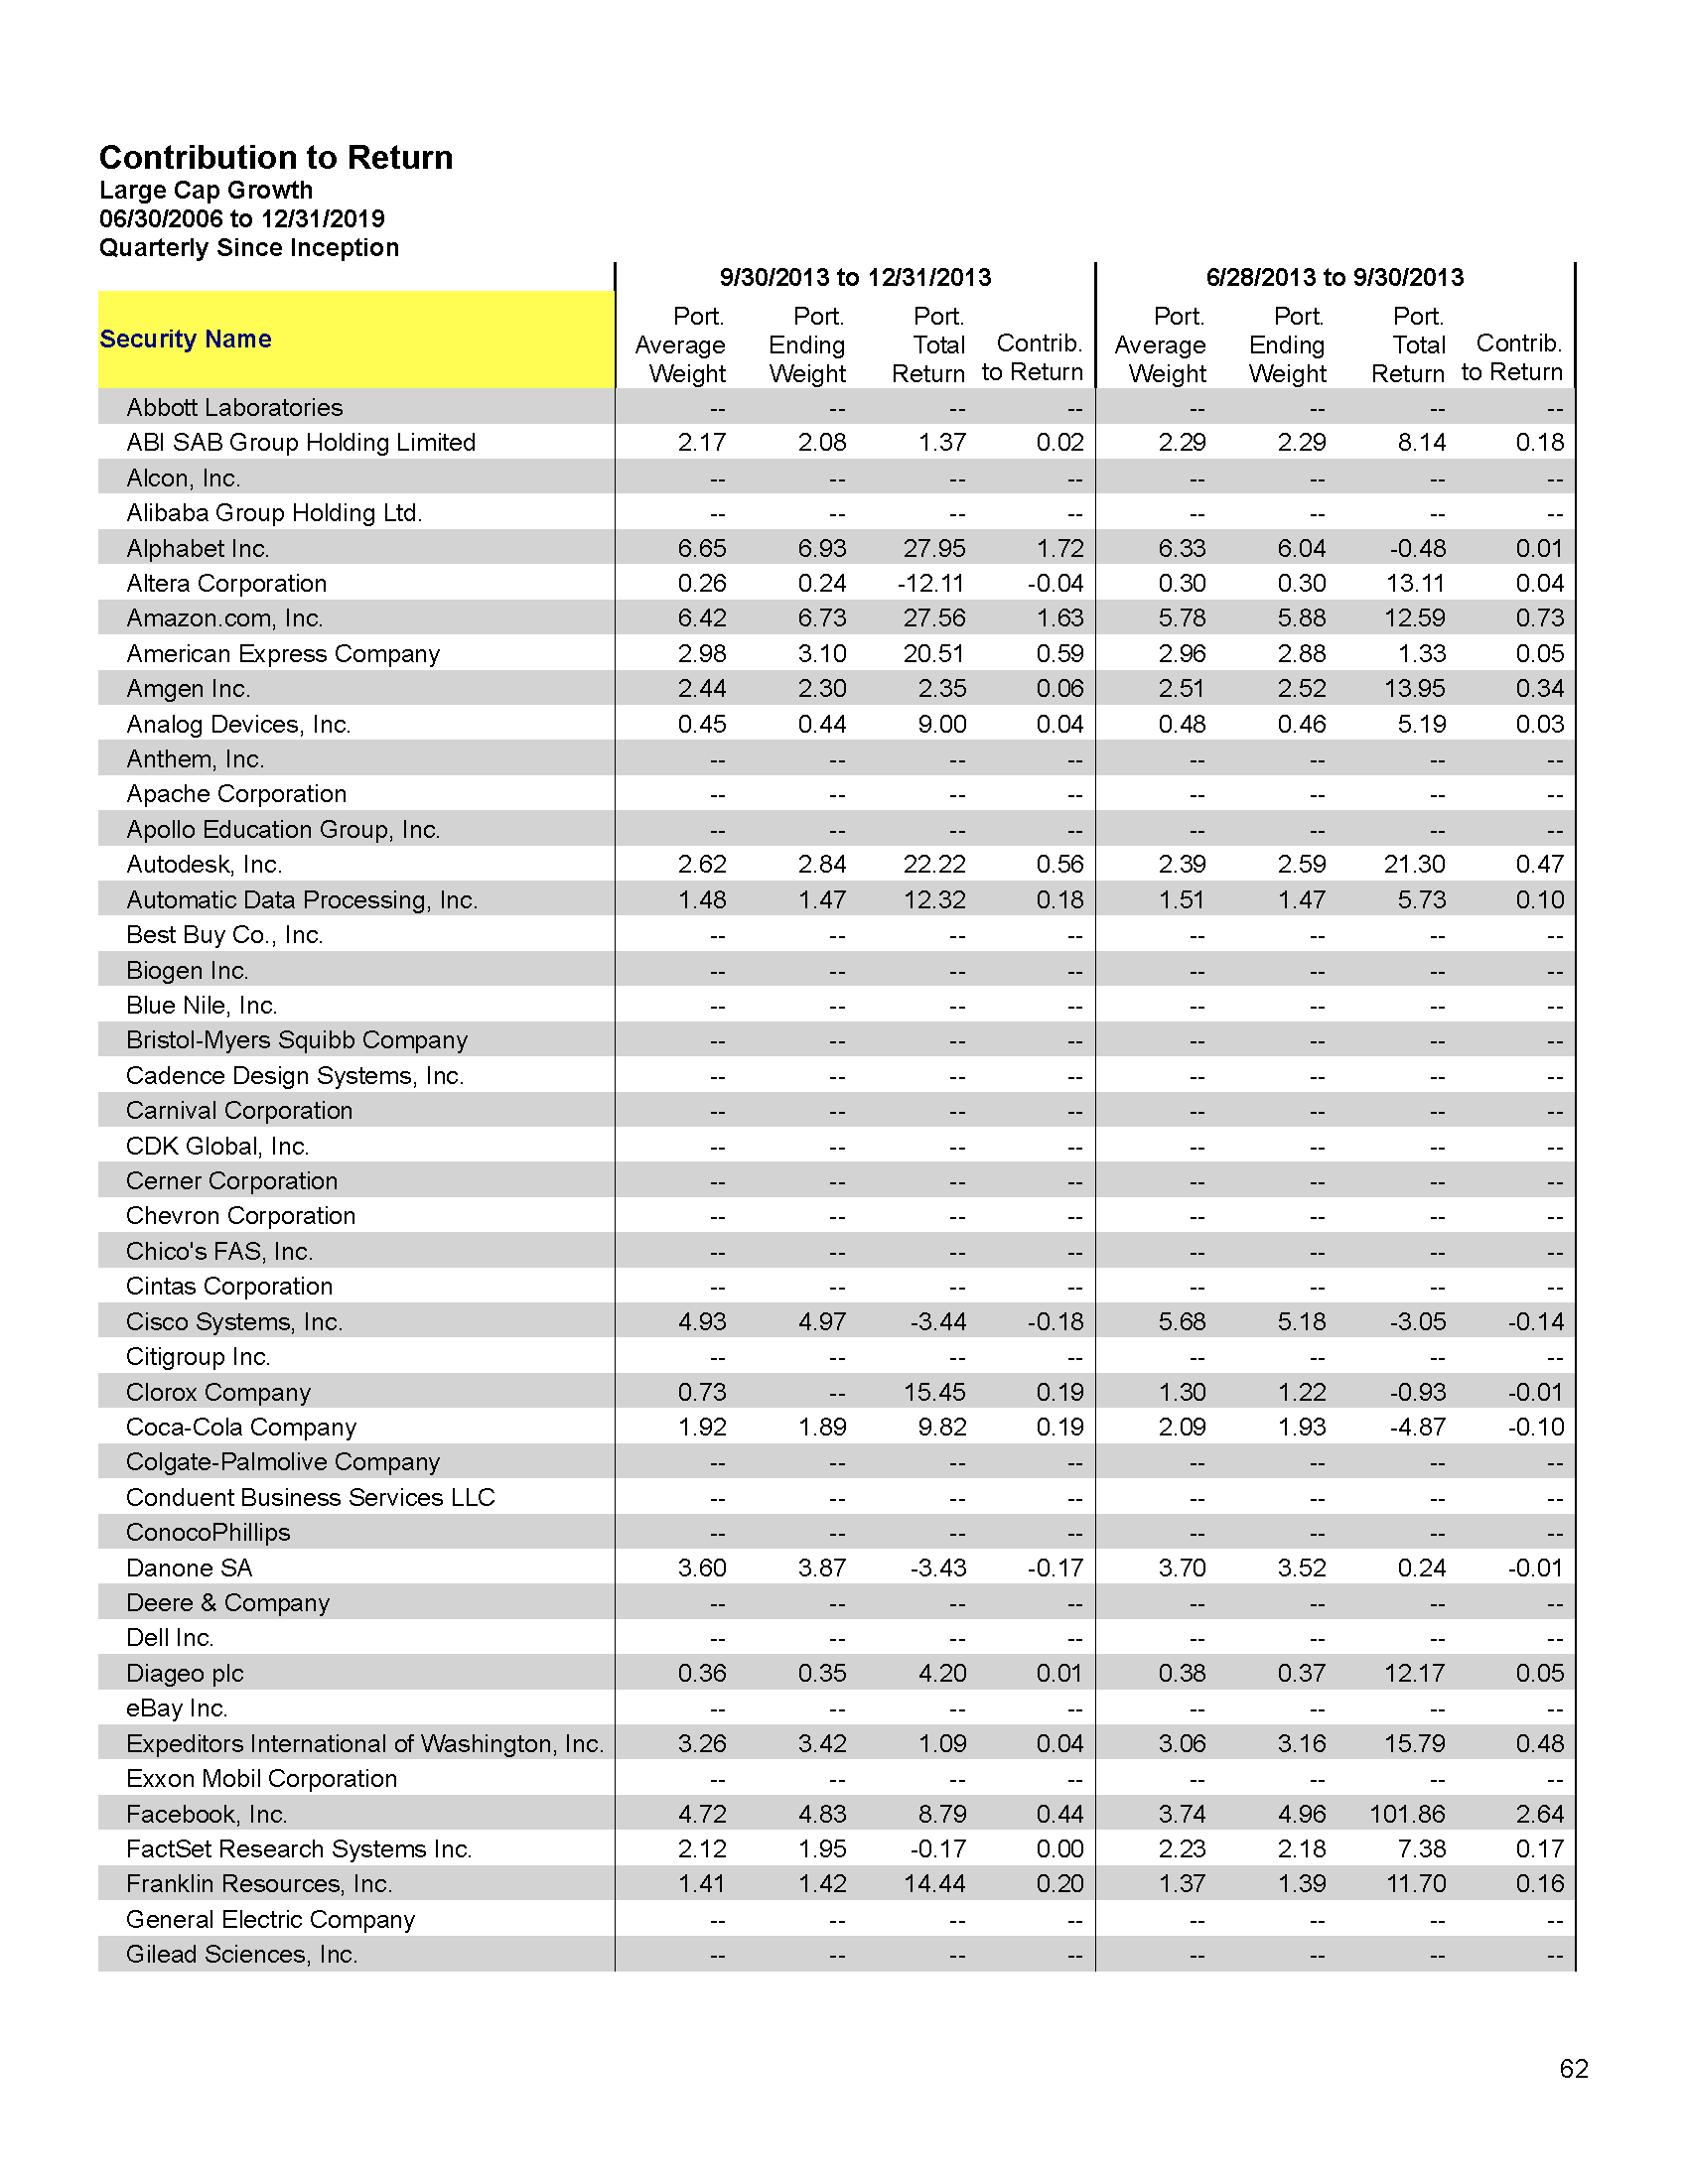 Contribution to Return
Large Cap Growth
06/30/2006 to 12/31/2019
Quarterly Since Inception
9/30/2013 to 12/31/2013 6/28/2013 to 9/30/2013
Security Name Port. Average Weight Port. Ending Weight Port. Total Return Contrib. to Return Port. Average Weight Port. Ending Weight Port. Total Return Contrib. to Return
Abbott Laboratories -- -- -- -- -- -- -- --
ABI SAB Group Holding Limited 2.17 2.08 1.37 0.02 2.29 2.29 8.14 0.18
Alcon, Inc. -- -- -- -- -- -- -- --
Alibaba Group Holding Ltd. -- -- -- -- -- -- -- --
Alphabet Inc. 6.65 6.93 27.95 1.72 6.33 6.04 -0.48 0.01
Altera Corporation 0.26 0.24 -12.11 -0.04 0.30 0.30 13.11 0.04
Amazon.com, Inc. 6.42 6.73 27.56 1.63 5.78 5.88 12.59 0.73
American Express Company 2.98 3.10 20.51 0.59 2.96 2.88 1.33 0.05
Amgen Inc. 2.44 2.30 2.35 0.06 2.51 2.52 13.95 0.34
Analog Devices, Inc. 0.45 0.44 9.00 0.04 0.48 0.46 5.19 0.03
Anthem, Inc. -- -- -- -- -- -- -- --
Apache Corporation -- -- -- -- -- -- -- --
Apollo Education Group, Inc. -- -- -- -- -- -- -- --
Autodesk, Inc. 2.62 2.84 22.22 0.56 2.39 2.59 21.30 0.47
Automatic Data Processing, Inc. 1.48 1.47 12.32 0.18 1.51 1.47 5.73 0.10
Best Buy Co., Inc. -- -- -- -- -- -- -- --
Biogen Inc. -- -- -- -- -- -- -- --
Blue Nile, Inc. -- -- -- -- -- -- -- --
Bristol-Myers Squibb Company -- -- -- -- -- -- -- --
Cadence Design Systems, Inc. -- -- -- -- -- -- -- --
Carnival Corporation -- -- -- -- -- -- -- --
CDK Global, Inc. -- -- -- -- -- -- -- --
Cerner Corporation -- -- -- -- -- -- -- --
Chevron Corporation -- -- -- -- -- -- -- --
Chico's FAS, Inc. -- -- -- -- -- -- -- --
Cintas Corporation -- -- -- -- -- -- -- --
Cisco Systems, Inc. 4.93 4.97 -3.44 -0.18 5.68 5.18 -3.05 -0.14
Citigroup Inc. -- -- -- -- -- -- -- --
Clorox Company 0.73 -- 15.45 0.19 1.30 1.22 -0.93 -0.01
Coca-Cola Company 1.92 1.89 9.82 0.19 2.09 1.93 -4.87 -0.10
Colgate-Palmolive Company -- -- -- -- -- -- -- --
Conduent Business Services LLC -- -- -- -- -- -- -- --
ConocoPhillips -- -- -- -- -- -- -- --
Danone SA 3.60 3.87 -3.43 -0.17 3.70 3.52 0.24 -0.01
Deere & Company -- -- -- -- -- -- -- --
Dell Inc. -- -- -- -- -- -- -- --
Diageo plc 0.36 0.35 4.20 0.01 0.38 0.37 12.17 0.05
eBay Inc. -- -- -- -- -- -- -- --
Expeditors International of Washington, Inc. 3.26 3.42 1.09 0.04 3.06 3.16 15.79 0.48
Exxon Mobil Corporation -- -- -- -- -- -- -- --
Facebook, Inc. 4.72 4.83 8.79 0.44 3.74 4.96 101.86 2.64
FactSet Research Systems Inc. 2.12 1.95 -0.17 0.00 2.23 2.18 7.38 0.17
Franklin Resources, Inc. 1.41 1.42 14.44 0.20 1.37 1.39 11.70 0.16
General Electric Company -- -- -- -- -- -- -- --
Gilead Sciences, Inc. -- -- -- -- -- -- -- --
62